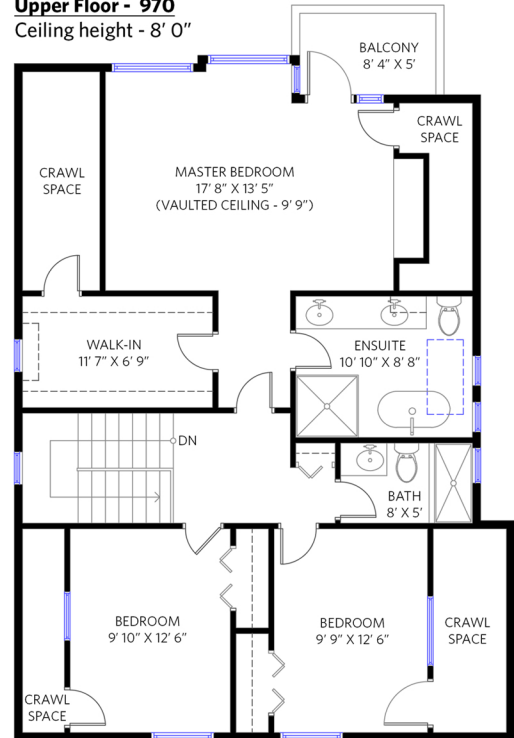 Upper Floor - 970
Ceiling height - 8' 0"
BALCONY
8' 4" X 5'
CRAWL
SPACE
CRAWL
SPACE
MASTER BEDROOM
17' 8" X 13' 5"
(VAULTED CEILING - 9' 9")
WALK-IN
11' 7" X 6' 9"
ENSUITE
10' 10" X 8' 8"
DN
BATH
8' X 5'
BEDROOM
9' 10" X 12' 6"
BEDROOM
9' 9" X 12' 6"
CRAWL
SPACE
CRAWL
SPACE